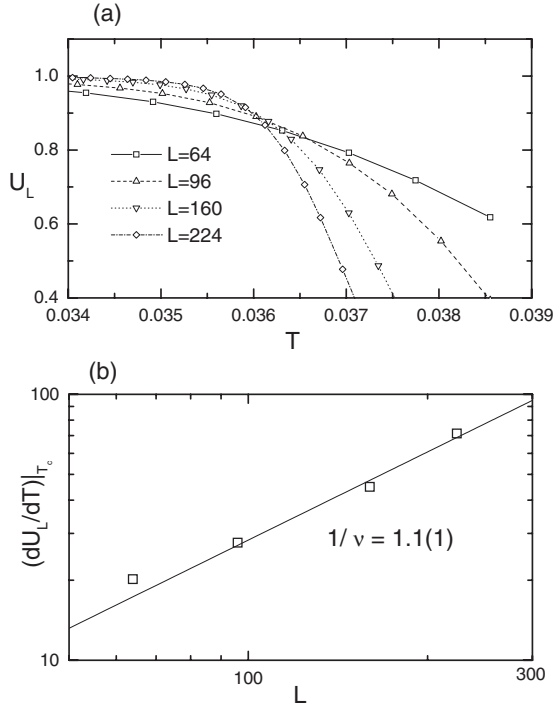 (a)
1.0
0.8
0.6
0.4
U_L
L=64
L=96
L=160
L=224
0.034 0.035 0.036 0.037 0.038 0.039
T
(b)
100
10
(dU_L/dT)|_{T_c}
1/ ν = 1.1(1)
100 300
L